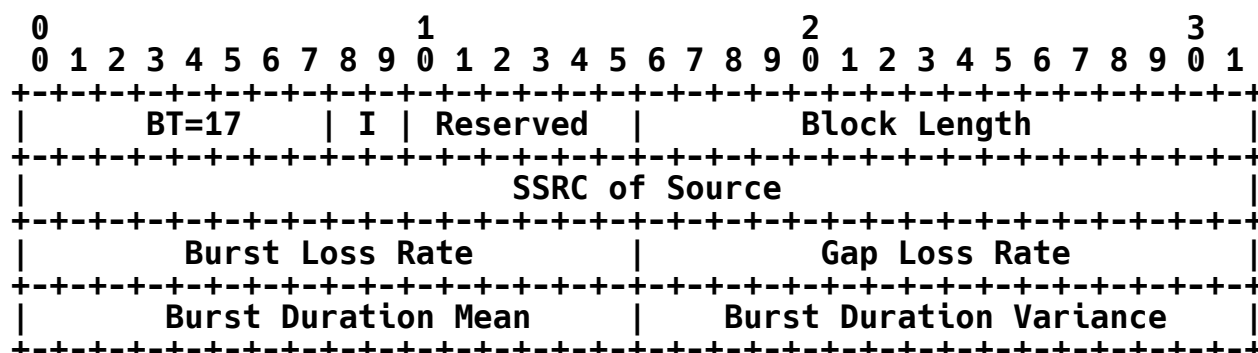 0                   1                   2                   3
 0 1 2 3 4 5 6 7 8 9 0 1 2 3 4 5 6 7 8 9 0 1 2 3 4 5 6 7 8 9 0 1
+-+-+-+-+-+-+-+-+-+-+-+-+-+-+-+-+-+-+-+-+-+-+-+-+-+-+-+-+-+-+-+-+
|      BT=17    | I | Reserved  |        Block Length           |
+-+-+-+-+-+-+-+-+-+-+-+-+-+-+-+-+-+-+-+-+-+-+-+-+-+-+-+-+-+-+-+-+
|                         SSRC of Source                        |
+-+-+-+-+-+-+-+-+-+-+-+-+-+-+-+-+-+-+-+-+-+-+-+-+-+-+-+-+-+-+-+-+
|        Burst Loss Rate        |         Gap Loss Rate         |
+-+-+-+-+-+-+-+-+-+-+-+-+-+-+-+-+-+-+-+-+-+-+-+-+-+-+-+-+-+-+-+-+
|       Burst Duration Mean     |    Burst Duration Variance    |
+-+-+-+-+-+-+-+-+-+-+-+-+-+-+-+-+-+-+-+-+-+-+-+-+-+-+-+-+-+-+-+-+